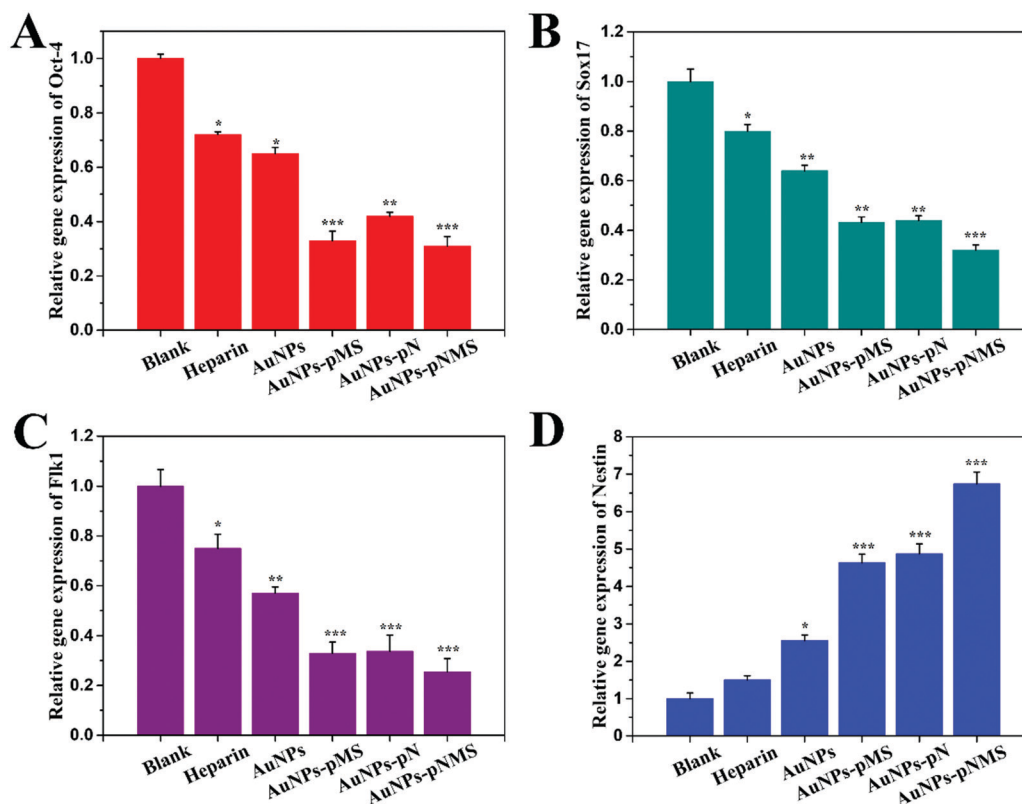 A
Relative gene expression of Oct-4
1.0
0.8
0.6
0.4
0.2
0.0
*
*
***
**
***
Blank
Heparin
AuNPs
AuNPs-pMS
AuNPs-pN
AuNPs-pNMS
B
Relative gene expression of Sox17
1.2
1.0
0.8
0.6
0.4
0.2
0.0
*
**
**
**
***
Blank
Heparin
AuNPs
AuNPs-pMS
AuNPs-pN
AuNPs-pNMS
C
Relative gene expression of Flk1
1.2
1.0
0.8
0.6
0.4
0.2
0.0
*
**
***
***
***
Blank
Heparin
AuNPs
AuNPs-pMS
AuNPs-pN
AuNPs-pNMS
D
Relative gene expression of Nestin
8
7
6
5
4
3
2
1
0
*
***
***
***
Blank
Heparin
AuNPs
AuNPs-pMS
AuNPs-pN
AuNPs-pNMS